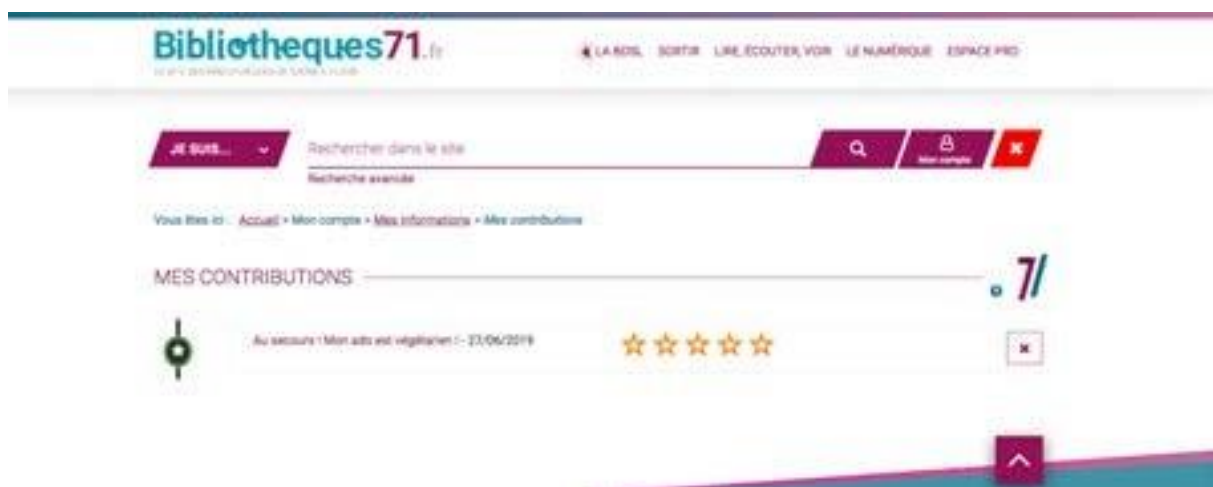 Bibliotheques71.fr
LA BDSL SORTIR LIRE, ÉCOUTER, VOIR LE NUMÉRIQUE ESPACE PRO
JE SUIS... Rechercher dans le site Mon compte
Recherche avancée
Vous êtes ici : Accueil > Mon compte > Mes informations > Mes contributions
MES CONTRIBUTIONS
Au secours ! Mon ado est végétarien ! - 27/06/2019